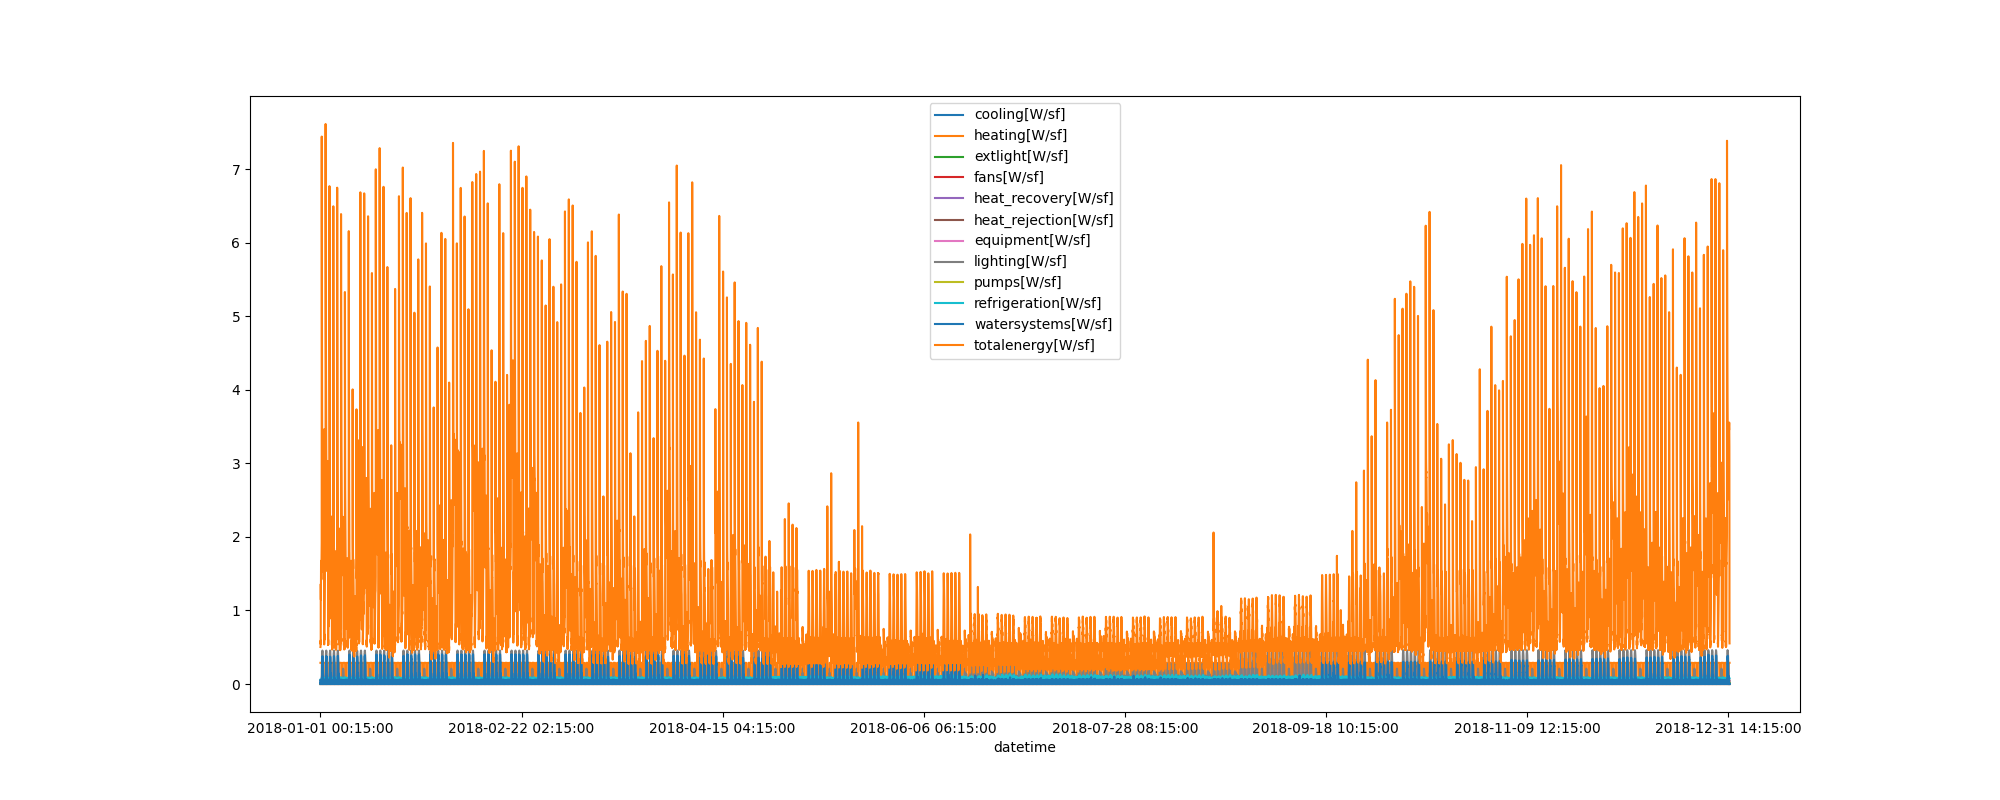 cooling[W/sf]
heating[W/sf]
extlight[W/sf]
fans[W/sf]
heat_recovery[W/sf]
heat_rejection[W/sf]
equipment[W/sf]
lighting[W/sf]
pumps[W/sf]
refrigeration[W/sf]
watersystems[W/sf]
totalenergy[W/sf]
7
6
5
4
3
2
1
0
2018-01-01 00:15:00 2018-02-22 02:15:00 2018-04-15 04:15:00 2018-06-06 06:15:00 2018-07-28 08:15:00 2018-09-18 10:15:00 2018-11-09 12:15:00 2018-12-31 14:15:00
datetime